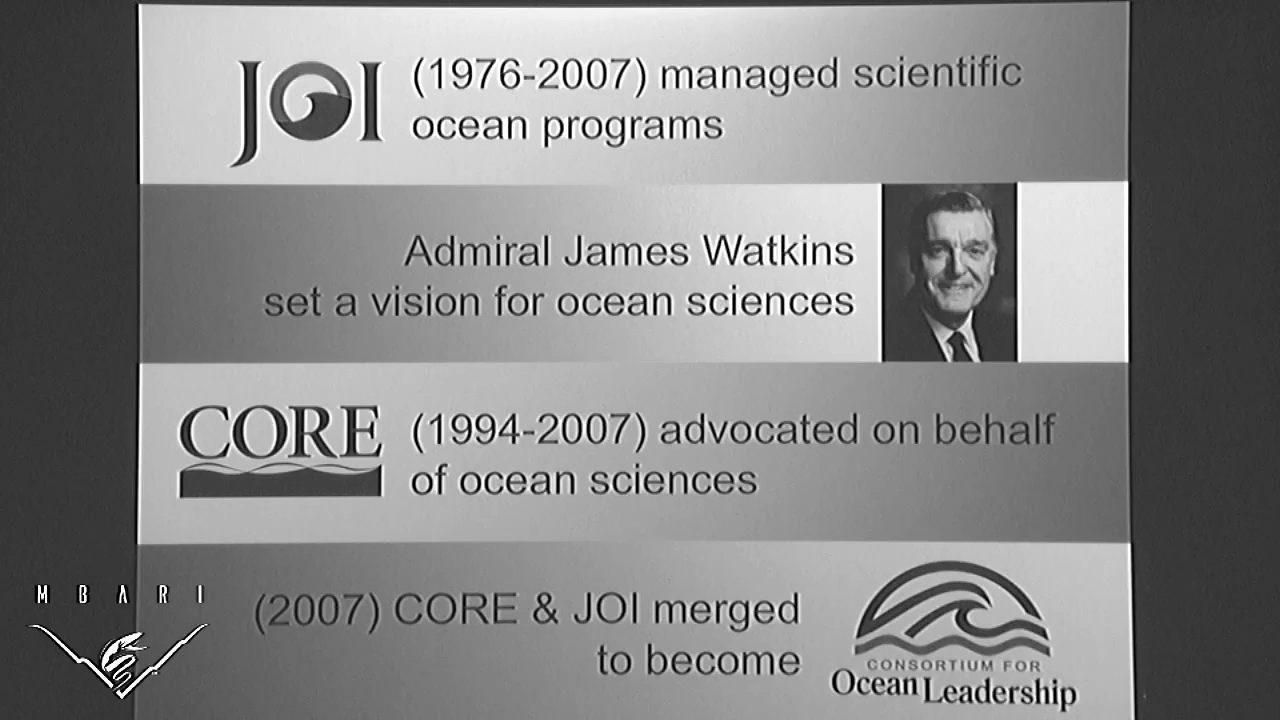 JOI (1976-2007) managed scientific
ocean programs
Admiral James Watkins
set a vision for ocean sciences
CORE (1994-2007) advocated on behalf
of ocean sciences
(2007) CORE & JOI merged
to become
CONSORTIUM FOR
Ocean Leadership
MBARI